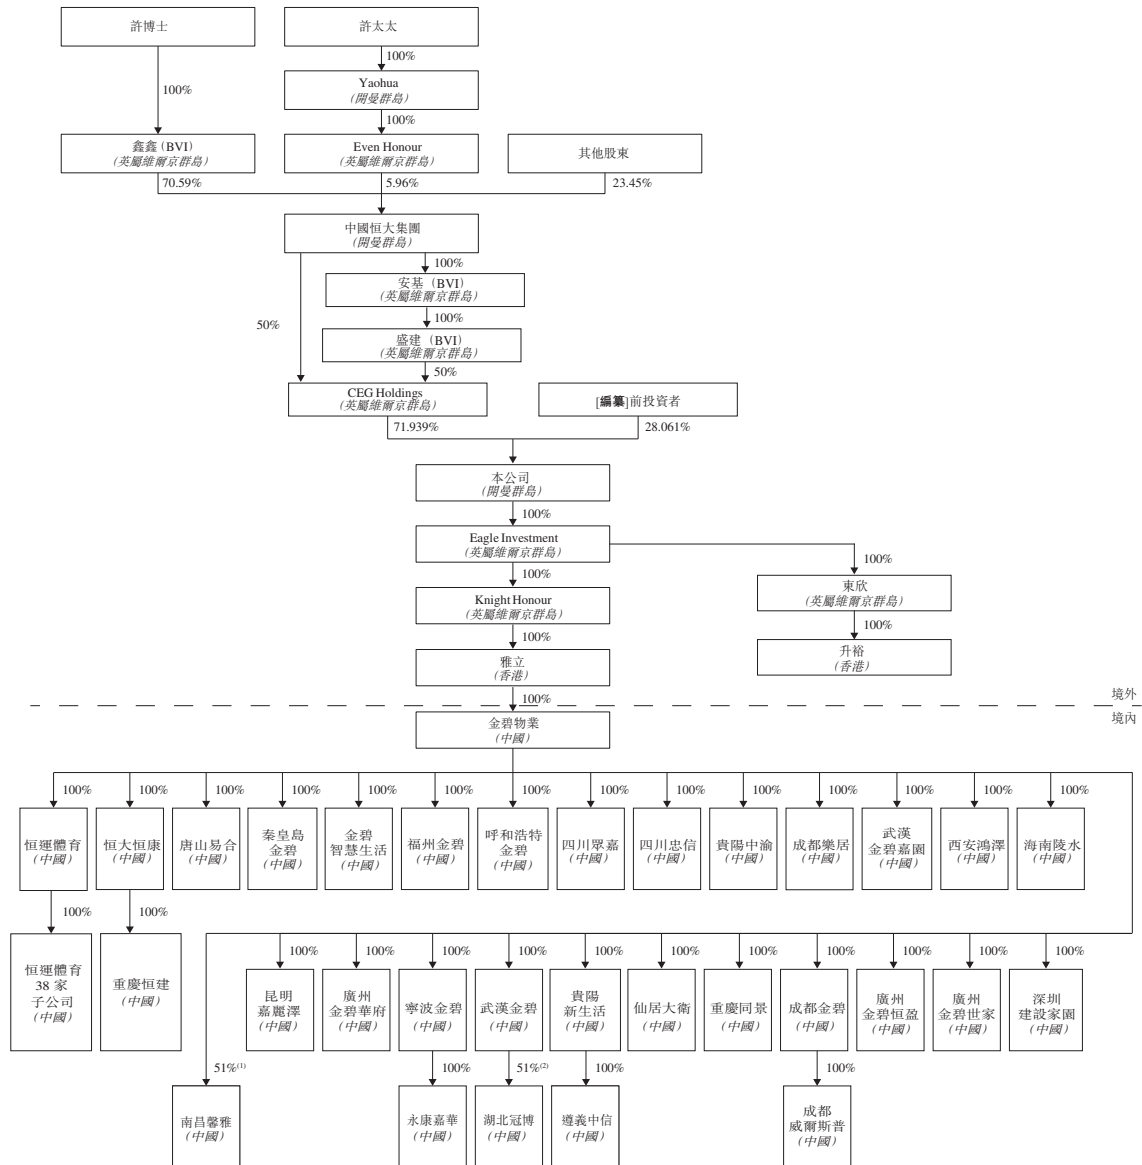 許博士
許太太
100%
Yaohua
(開曼群島)
100%
100%
鑫鑫 (BVI)
(英屬維爾京群島)
Even Honour
(英屬維爾京群島)
其他股東
70.59%
5.96%
23.45%
中國恒大集團
(開曼群島)
100%
安基 (BVI)
(英屬維爾京群島)
100%
50%
盛建 (BVI)
(英屬維爾京群島)
50%
CEG Holdings
(英屬維爾京群島)
[編纂]前投資者
71.939%
28.061%
本公司
(開曼群島)
100%
Eagle Investment
(英屬維爾京群島)
100%
100%
Knight Honour
(英屬維爾京群島)
東欣
(英屬維爾京群島)
100%
100%
雅立
(香港)
升裕
(香港)
100%
境外
境內
金碧物業
(中國)
100%
100%
100%
100%
100%
100%
100%
100%
100%
100%
100%
100%
100%
100%
恒運體育
(中國)
恒大恒康
(中國)
唐山易合
(中國)
秦皇島
金碧
(中國)
金碧
智慧生活
(中國)
福州金碧
(中國)
呼和浩特
金碧
(中國)
四川眾嘉
(中國)
四川忠信
(中國)
貴陽中渝
(中國)
成都樂居
(中國)
武漢
金碧嘉園
(中國)
西安鴻澤
(中國)
海南陵水
(中國)
100%
100%
恒運體育
38 家
子公司
(中國)
重慶恒建
(中國)
100%
100%
100%
100%
100%
100%
100%
100%
100%
100%
100%
昆明
嘉麗澤
(中國)
廣州
金碧華府
(中國)
寧波金碧
(中國)
武漢金碧
(中國)
貴陽
新生活
(中國)
仙居大衛
(中國)
重慶同景
(中國)
成都金碧
(中國)
廣州
金碧恒盈
(中國)
廣州
金碧世家
(中國)
深圳
建設家園
(中國)
51%(1)
100%
51%(2)
100%
100%
南昌馨雅
(中國)
永康嘉華
(中國)
湖北冠博
(中國)
遵義中信
(中國)
成都
威爾斯普
(中國)